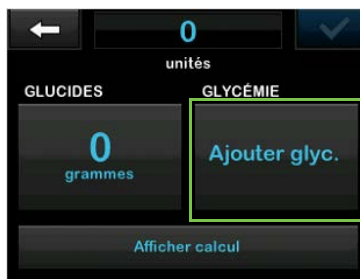 0
unités
GLUCIDES GLYCÉMIE
0
grammes
Ajouter glyc.
Afficher calcul